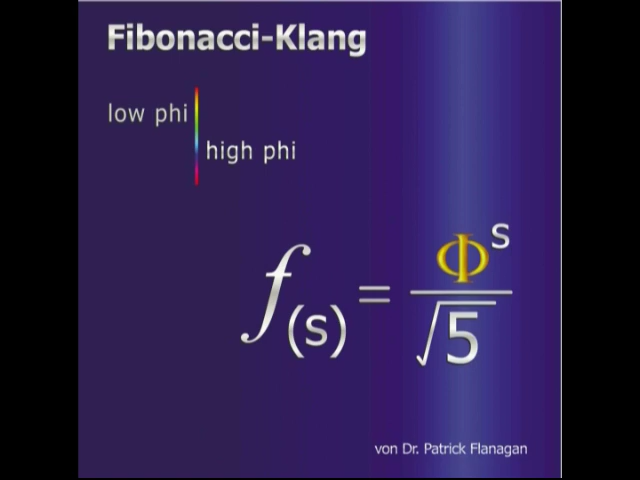 Fibonacci-Klang
low phi
high phi
f(s) = Φ^s / √5
von Dr. Patrick Flanagan